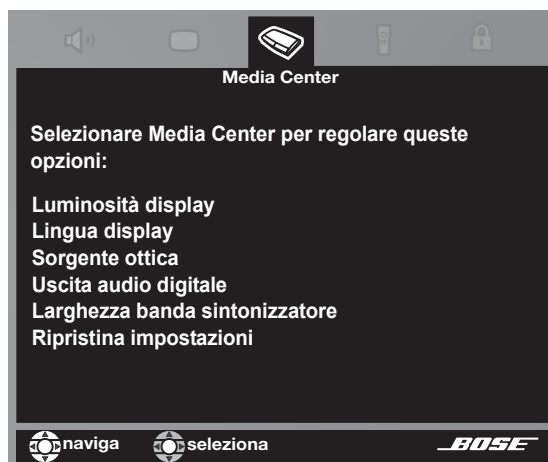 Media Center
Selezionare Media Center per regolare queste
opzioni:
Luminosità display
Lingua display
Sorgente ottica
Uscita audio digitale
Larghezza banda sintonizzatore
Ripristina impostazioni
naviga seleziona BOSE